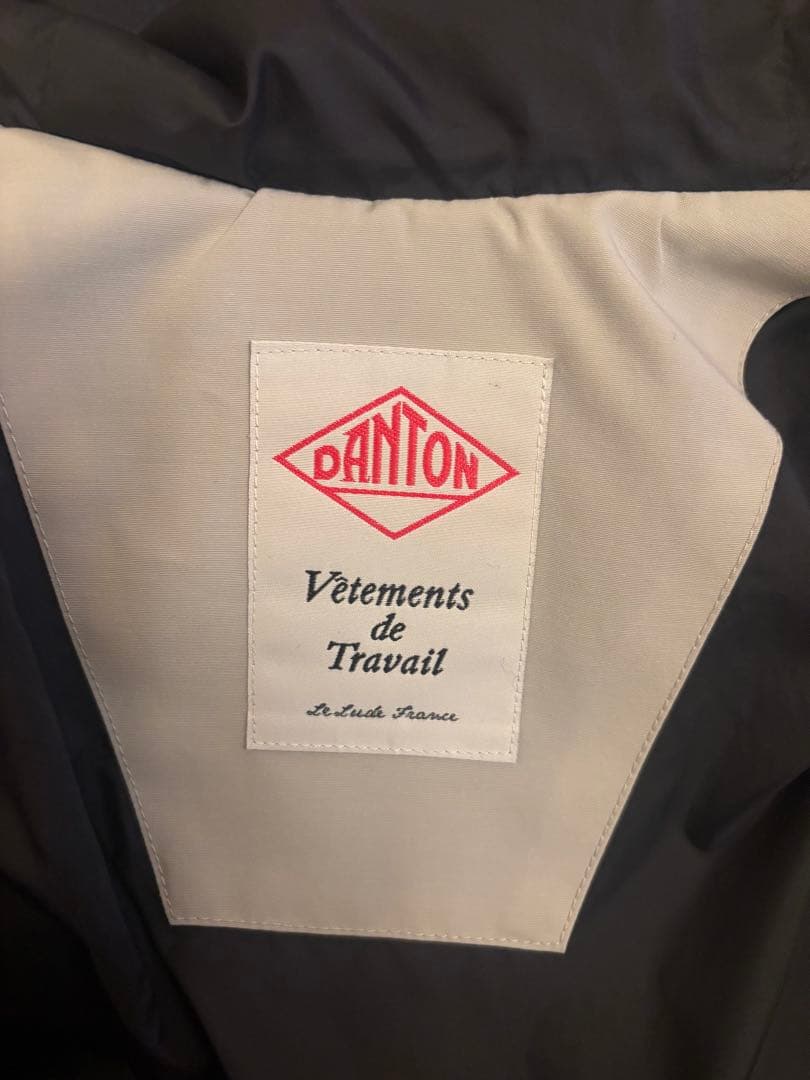 DANTON
Vêtements
de
Travail
Le Lude France